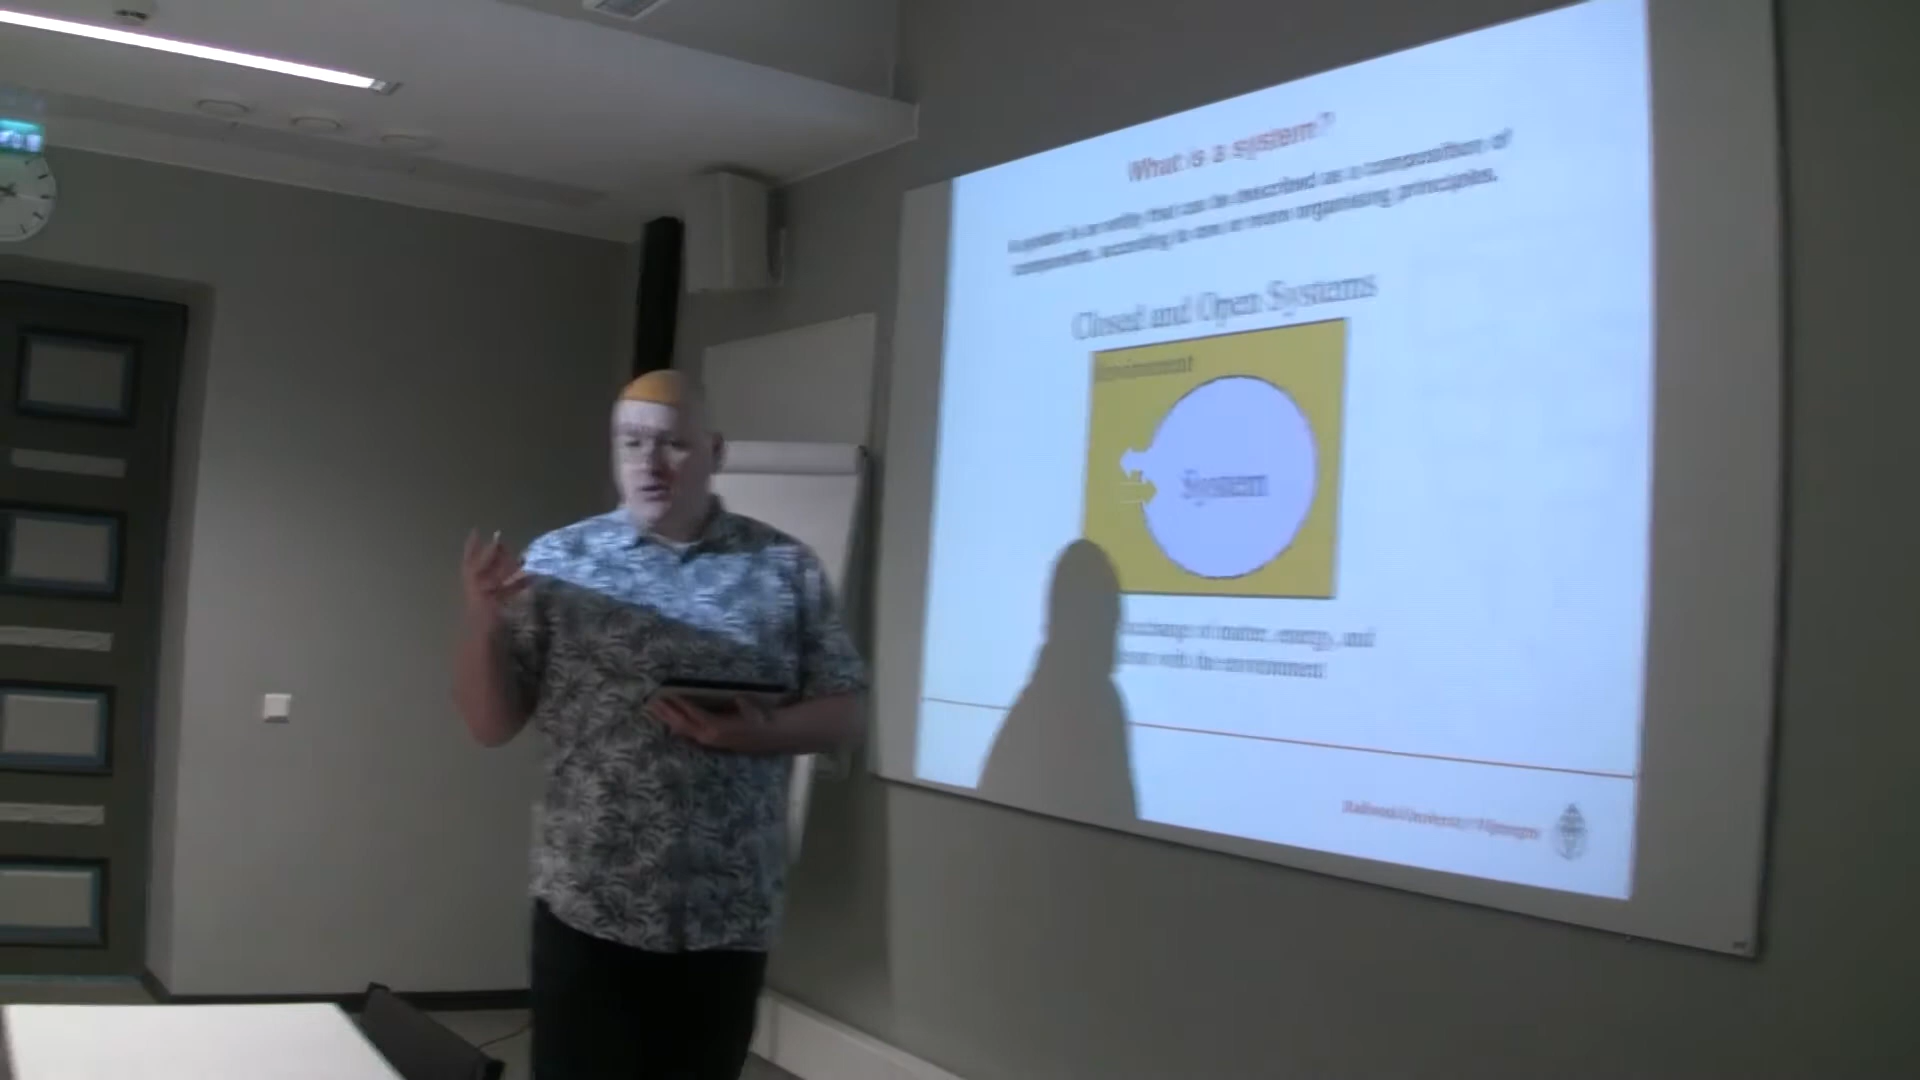 What is a system?
A system is an entity that can be described as a composition of
components, according to one or more organising principles.
Closed and Open Systems
Environment
System
exchange of matter, energy, and
with the environment
Radboud University Nijmegen